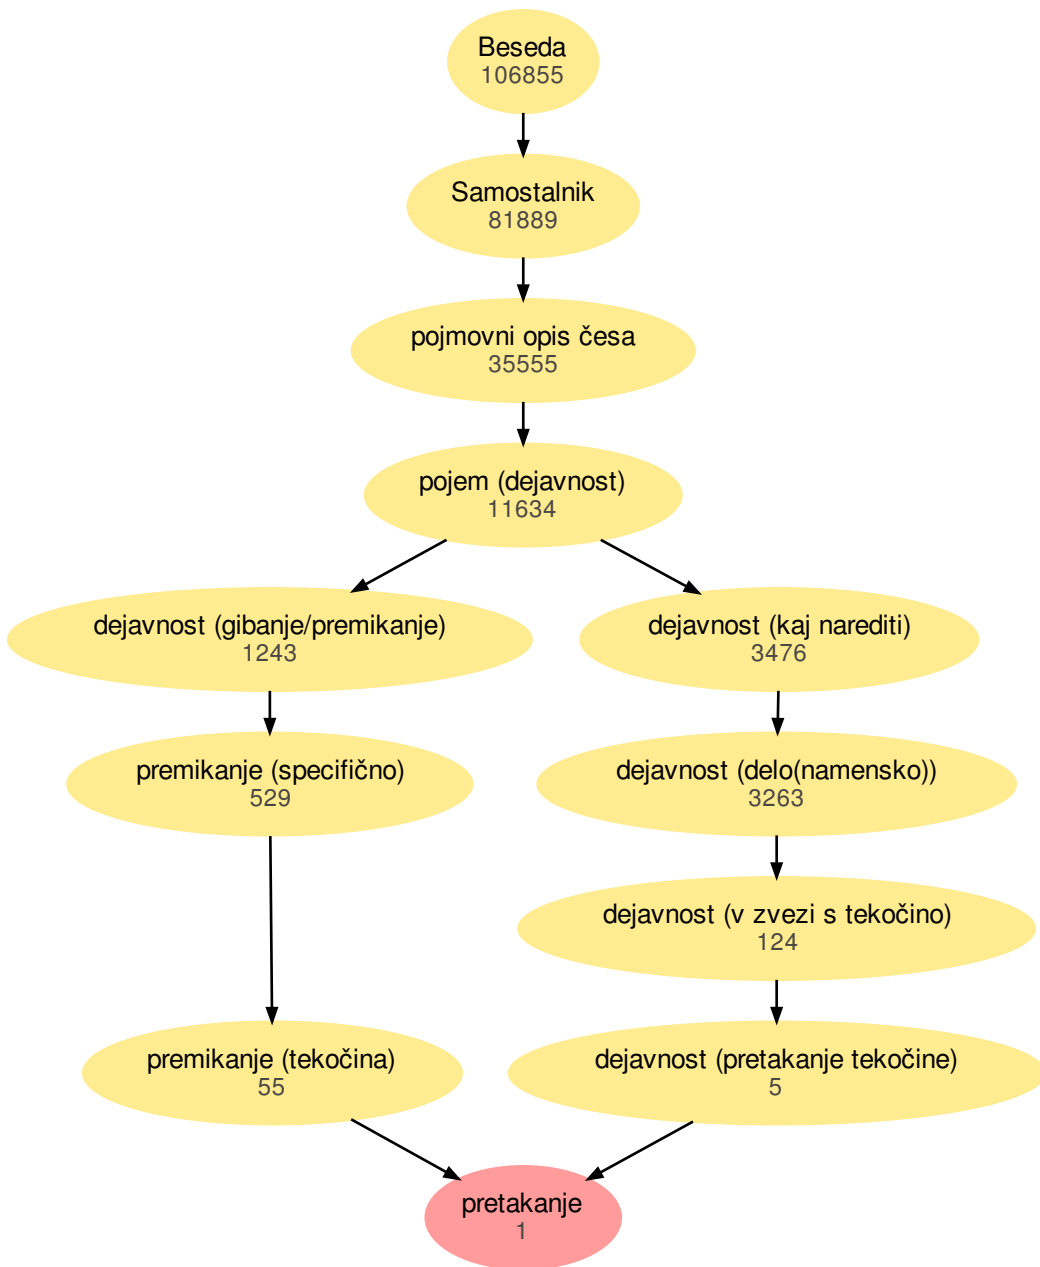 Beseda
106855
Samostalnik
81889
pojmovni opis česa
35555
pojem (dejavnost)
11634
dejavnost (gibanje/premikanje)
1243
dejavnost (kaj narediti)
3476
premikanje (specifično)
529
dejavnost (delo(namensko))
3263
dejavnost (v zvezi s tekočino)
124
premikanje (tekočina)
55
dejavnost (pretakanje tekočine)
5
pretakanje
1